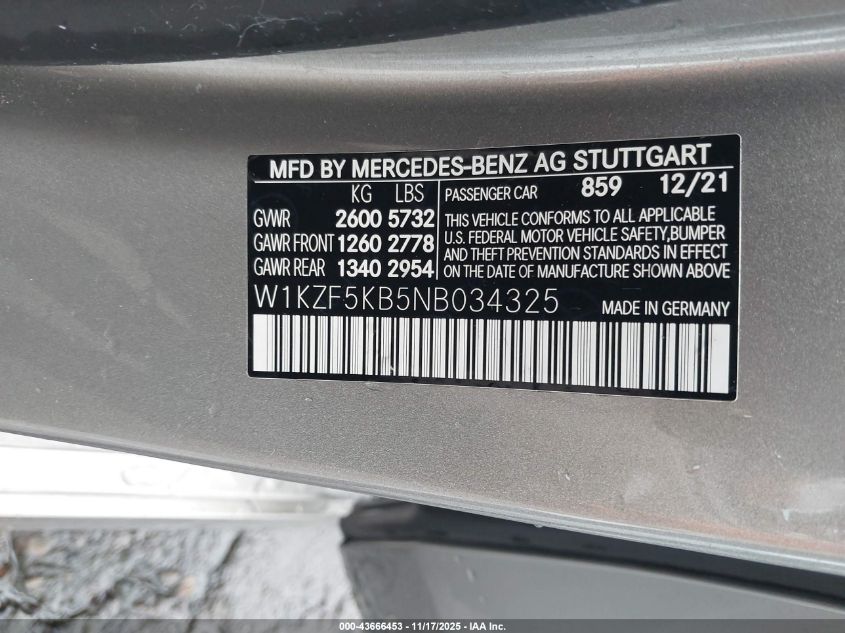 MFD BY MERCEDES-BENZ AG STUTTGART
KG LBS
GVWR 2600 5732
GAWR FRONT 1260 2778
GAWR REAR 1340 2954
PASSENGER CAR 859 12/21
THIS VEHICLE CONFORMS TO ALL APPLICABLE
U.S. FEDERAL MOTOR VEHICLE SAFETY,BUMPER
AND THEFT PREVENTION STANDARDS IN EFFECT
ON THE DATE OF MANUFACTURE SHOWN ABOVE
W1KZF5KB5NB034325 MADE IN GERMANY
000-43666453 - 11/17/2025 - IAA Inc.